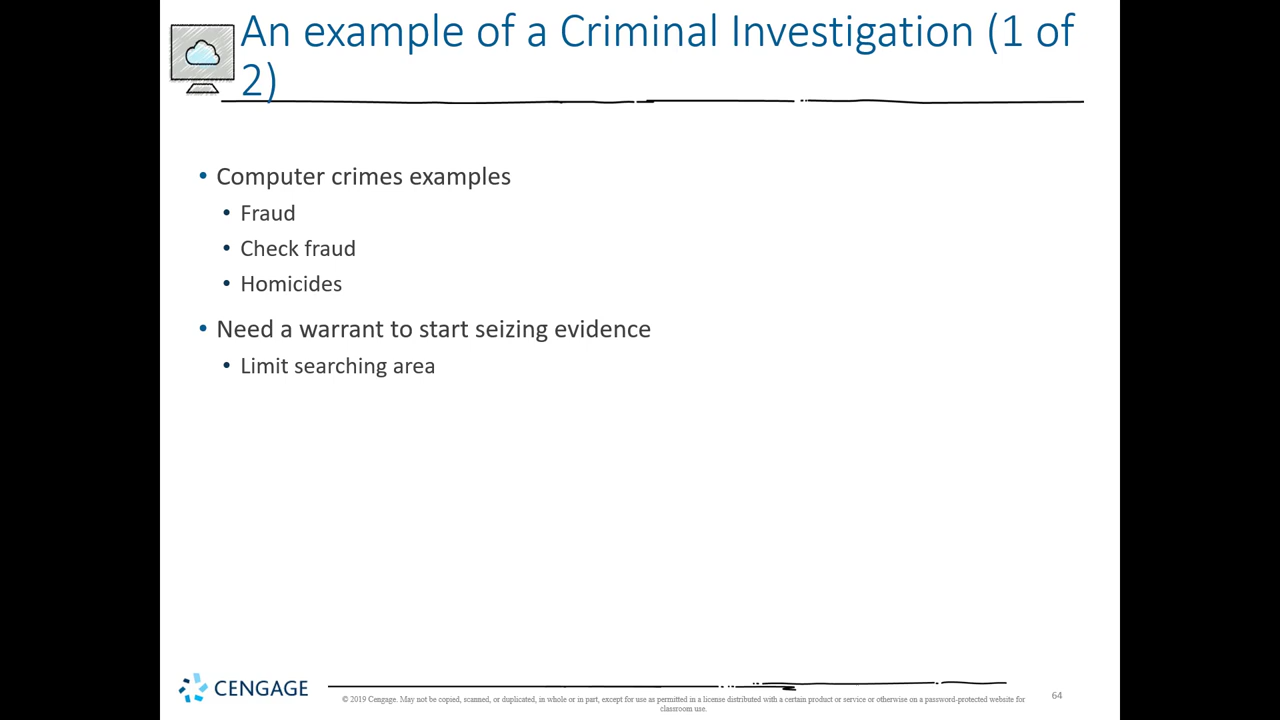 An example of a Criminal Investigation (1 of
2)
• Computer crimes examples
• Fraud
• Check fraud
• Homicides
• Need a warrant to start seizing evidence
• Limit searching area
CENGAGE
© 2019 Cengage. May not be copied, scanned, or duplicated, in whole or in part, except for use as permitted in a license distributed with a certain product or service or otherwise on a password-protected website for
classroom use.
64